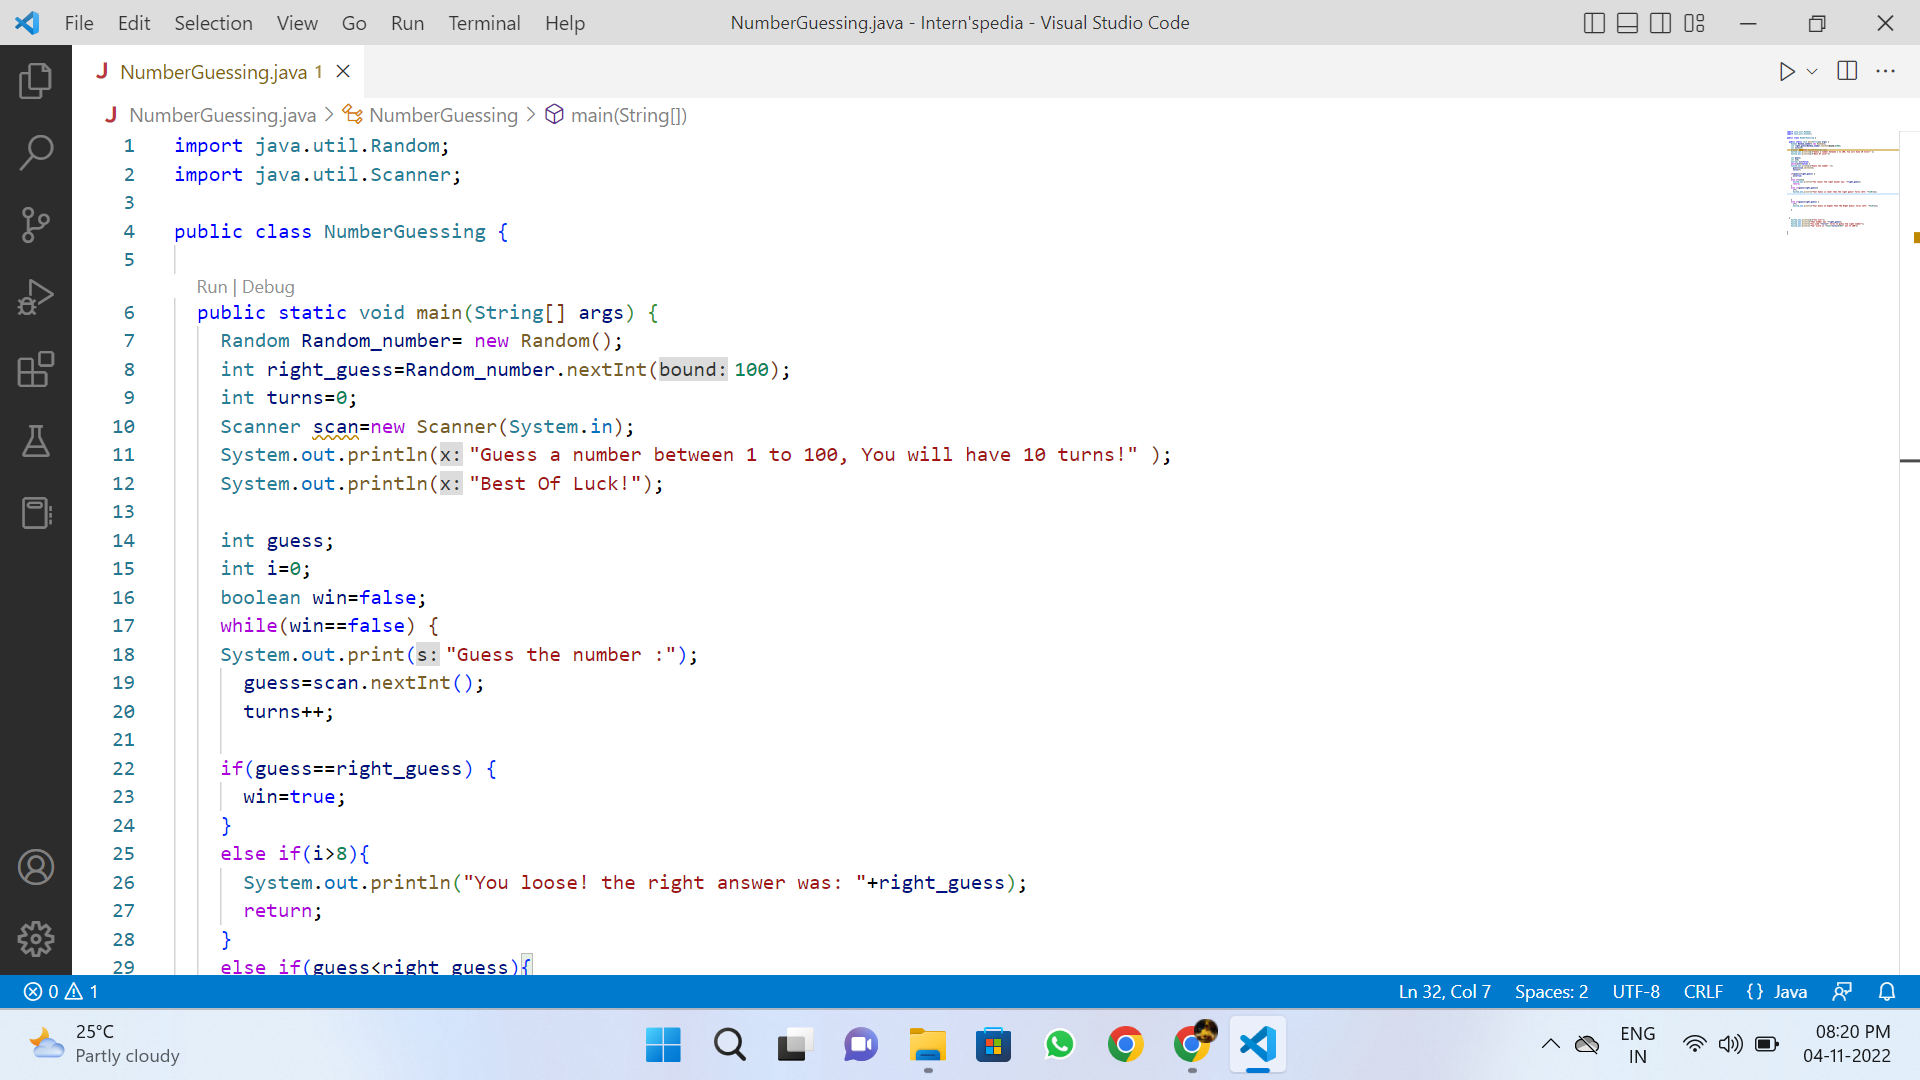 File Edit Selection View Go Run Terminal Help NumberGuessing.java - Intern'spedia - Visual Studio Code
J NumberGuessing.java 1
J NumberGuessing.java > NumberGuessing > main(String[])
1 import java.util.Random;
2 import java.util.Scanner;
3
4 public class NumberGuessing {
5
Run | Debug
6 public static void main(String[] args) {
7 Random Random_number= new Random();
8 int right_guess=Random_number.nextInt(bound: 100);
9 int turns=0;
10 Scanner scan=new Scanner(System.in);
11 System.out.println(x: "Guess a number between 1 to 100, You will have 10 turns!" );
12 System.out.println(x: "Best Of Luck!");
13
14 int guess;
15 int i=0;
16 boolean win=false;
17 while(win==false) {
18 System.out.print(s: "Guess the number :");
19 guess=scan.nextInt();
20 turns++;
21
22 if(guess==right_guess) {
23 win=true;
24 }
25 else if(i>8){
26 System.out.println("You loose! the right answer was: "+right_guess);
27 return;
28 }
29 else if(guess<right_guess){
0 1 Ln 32, Col 7 Spaces: 2 UTF-8 CRLF {} Java
25°C
Partly cloudy
ENG
IN
08:20 PM
04-11-2022